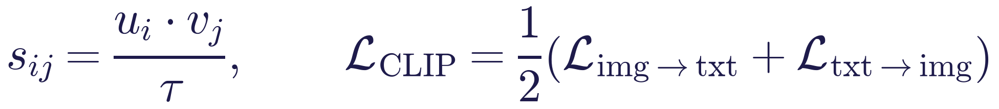 s_{ij} = \frac{u_i \cdot v_j}{\tau}, \mathcal{L}_{\text{CLIP}} = \frac{1}{2}(\mathcal{L}_{\text{img} \to \text{txt}} + \mathcal{L}_{\text{txt} \to \text{img}})